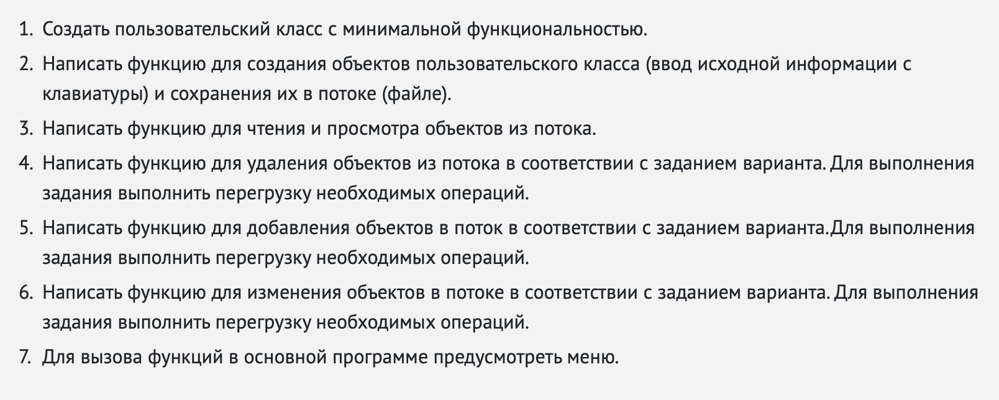 1. Создать пользовательский класс с минимальной функциональностью.
2. Написать функцию для создания объектов пользовательского класса (ввод исходной информации с
клавиатуры) и сохранения их в потоке (файле).
3. Написать функцию для чтения и просмотра объектов из потока.
4. Написать функцию для удаления объектов из потока в соответствии с заданием варианта. Для выполнения
задания выполнить перегрузку необходимых операций.
5. Написать функцию для добавления объектов в поток в соответствии с заданием варианта.Для выполнения
задания выполнить перегрузку необходимых операций.
6. Написать функцию для изменения объектов в потоке в соответствии с заданием варианта. Для выполнения
задания выполнить перегрузку необходимых операций.
7. Для вызова функций в основной программе предусмотреть меню.